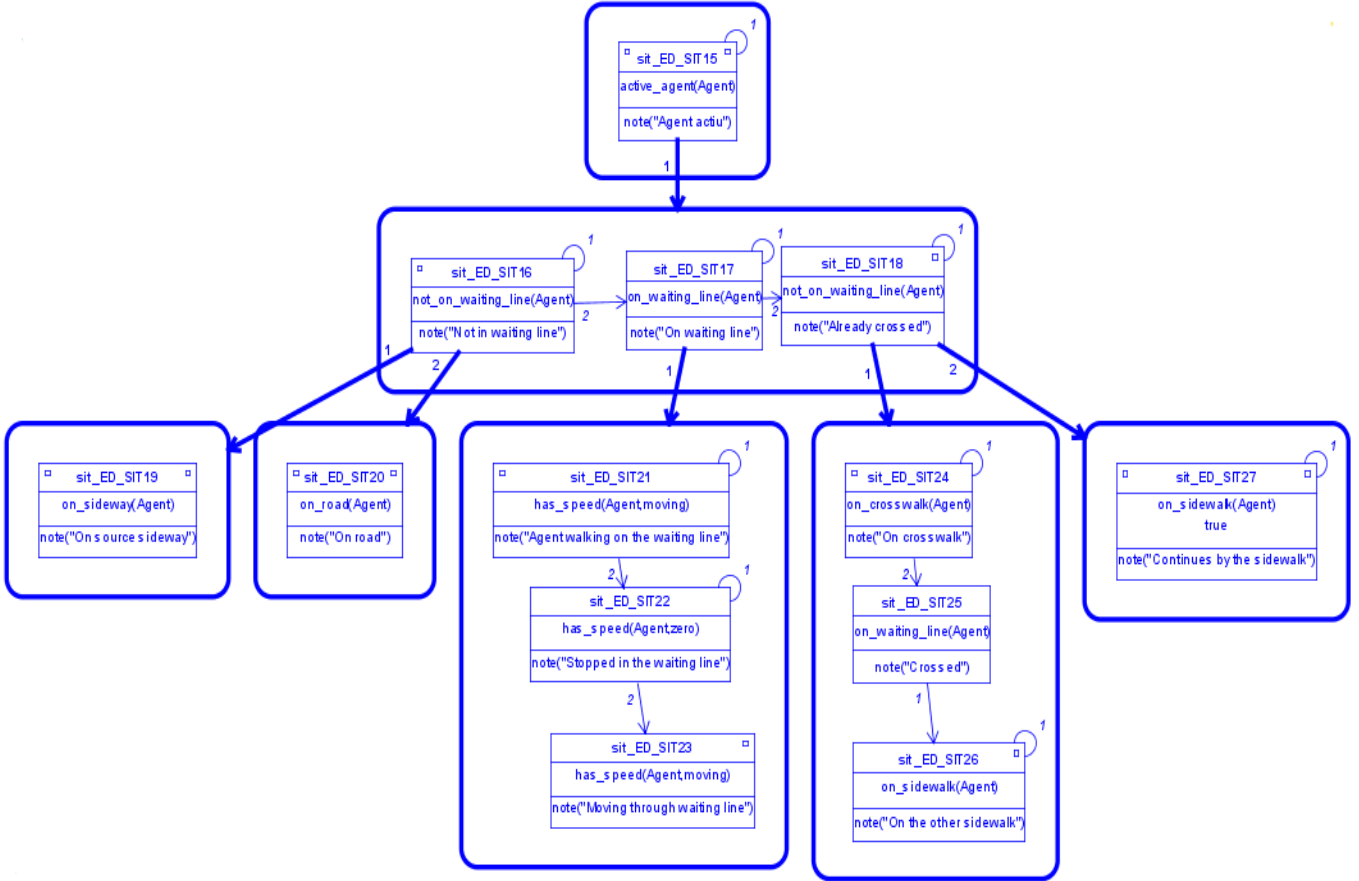 1
sit_ED_SIT15
active_agent(Agent)
note("Agent actiu")
1
1
sit_ED_SIT16
not_on_waiting_line(Agent)
note("Not in waiting line")
2
1
sit_ED_SIT17
on_waiting_line(Agent)
note("On waiting line")
2
1
sit_ED_SIT18
not_on_waiting_line(Agent)
note("Already crossed")
1
2
1
1
2
sit_ED_SIT19
on_sideway(Agent)
note("On source sideway")
sit_ED_SIT20
on_road(Agent)
note("On road")
1
sit_ED_SIT21
has_speed(Agent,moving)
note("Agent walking on the waiting line")
2
1
sit_ED_SIT22
has_speed(Agent,zero)
note("Stopped in the waiting line")
2
1
sit_ED_SIT23
has_speed(Agent,moving)
note("Moving through waiting line")
1
sit_ED_SIT24
on_crosswalk(Agent)
note("On crosswalk")
2
sit_ED_SIT25
on_waiting_line(Agent)
note("Crossed")
1
1
sit_ED_SIT26
on_sidewalk(Agent)
note("On the other sidewalk")
1
sit_ED_SIT27
on_sidewalk(Agent)
true
note("Continues by the sidewalk")